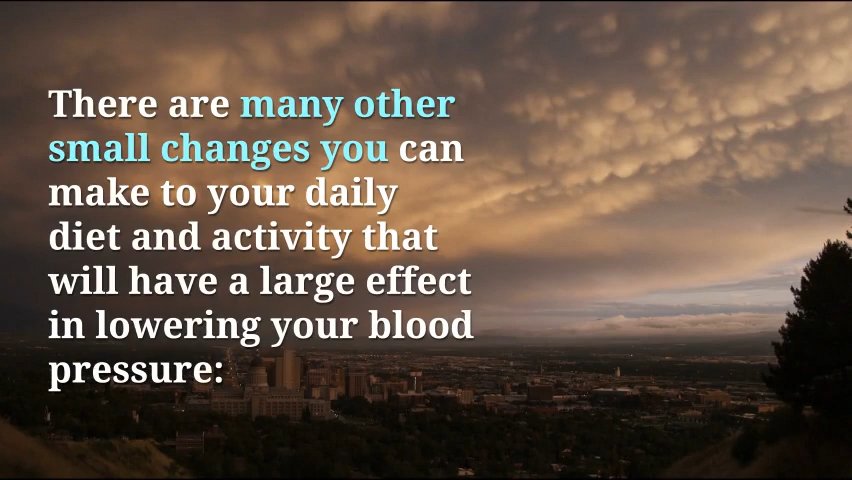 There are many other
small changes you can
make to your daily
diet and activity that
will have a large effect
in lowering your blood
pressure: